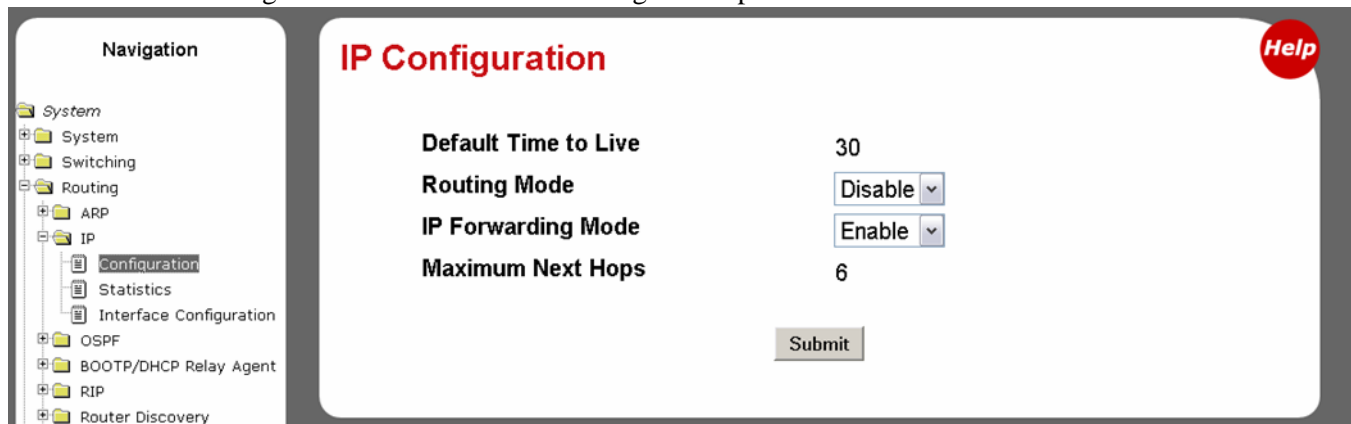 Navigation
System
System
Switching
Routing
ARP
IP
Configuration
Statistics
Interface Configuration
OSPF
BOOTP/DHCP Relay Agent
RIP
Router Discovery
IP Configuration
Help
Default Time to Live 30
Routing Mode Disable
IP Forwarding Mode Enable
Maximum Next Hops 6
Submit